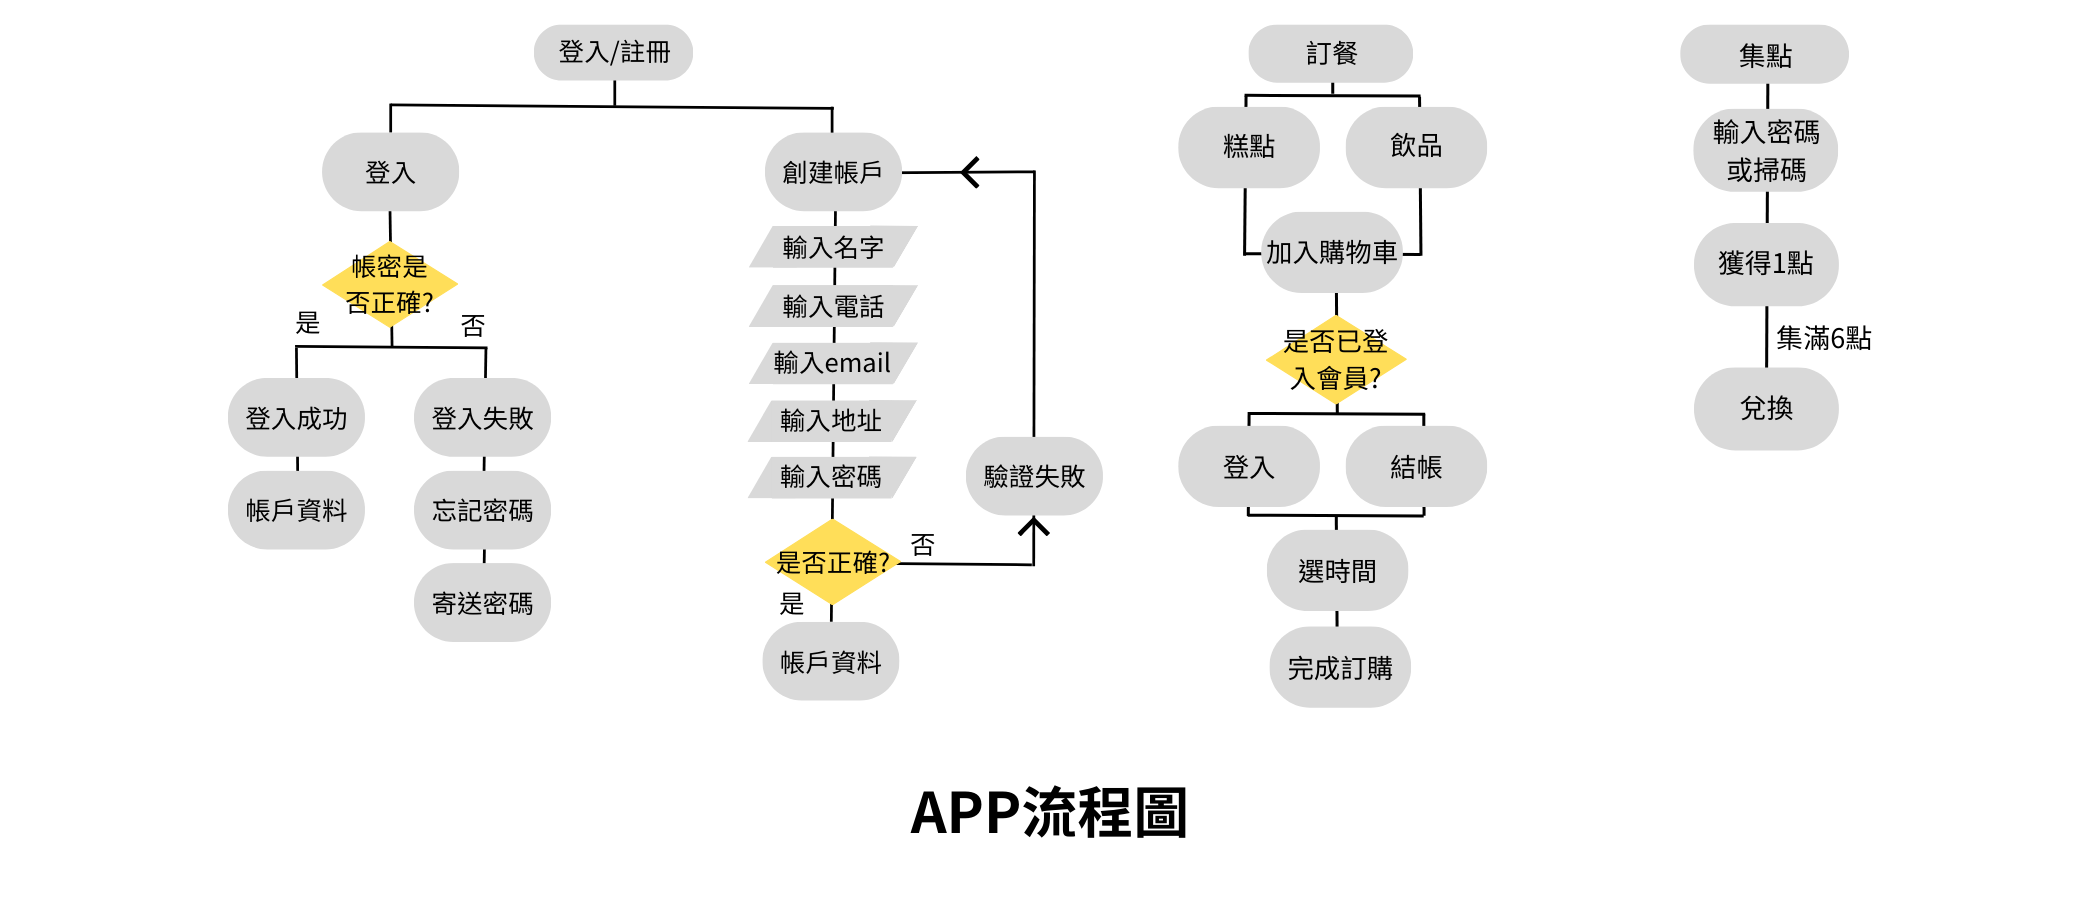 登入/註冊
登入
帳密是
否正確?
是
否
登入成功
帳戶資料
登入失敗
忘記密碼
寄送密碼
創建帳戶
輸入名字
輸入電話
輸入email
輸入地址
輸入密碼
是否正確?
否
是
帳戶資料
驗證失敗
訂餐
糕點
飲品
加入購物車
是否已登
入會員?
登入
結帳
選時間
完成訂購
集點
輸入密碼
或掃碼
獲得1點
集滿6點
兌換
APP流程圖